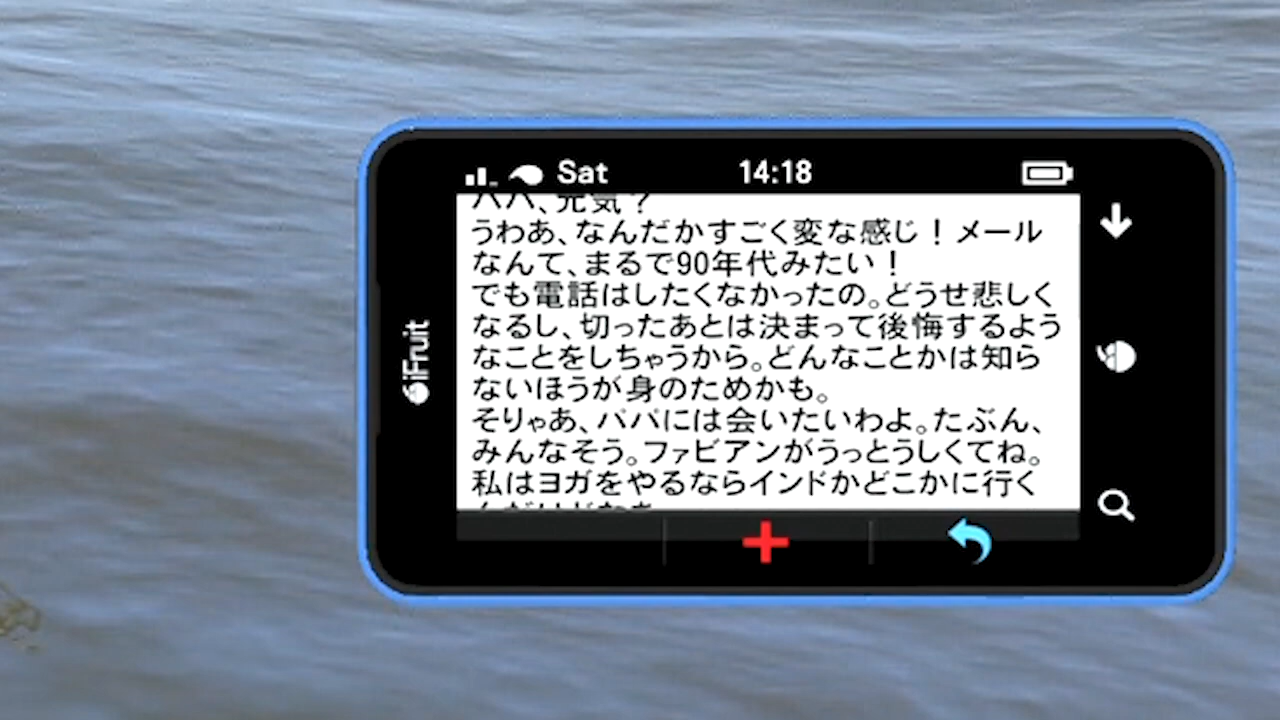 Sat 14:18
パパ、元気？
うわあ、なんだかすごく変な感じ！メール
なんて、まるで90年代みたい！
でも電話はしたくなかったの。どうせ悲しく
なるし、切ったあとは決まって後悔するよう
なことをしちゃうから。どんなことかは知ら
ないほうが身のためかも。
そりゃあ、パパには会いたいわよ。たぶん、
みんなそう。ファビアンがうっとうしくてね。
私はヨガをやるならインドかどこかに行く
iFruit